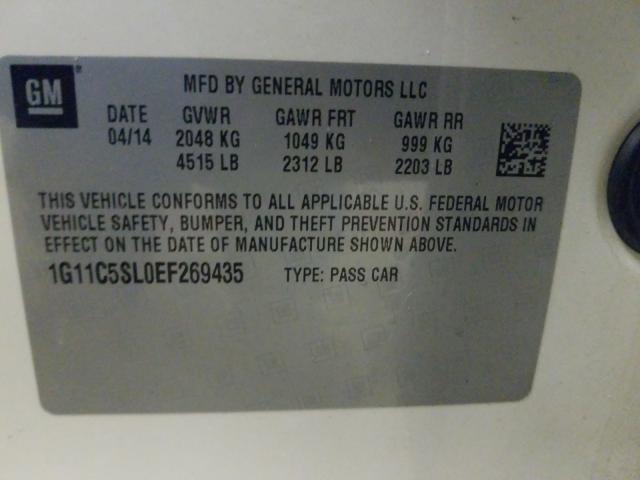 GM
MFD BY GENERAL MOTORS LLC
DATE GVWR GAWR FRT GAWR RR
04/14 2048 KG 1049 KG 999 KG
4515 LB 2312 LB 2203 LB
THIS VEHICLE CONFORMS TO ALL APPLICABLE U.S. FEDERAL MOTOR
VEHICLE SAFETY, BUMPER, AND THEFT PREVENTION STANDARDS IN
EFFECT ON THE DATE OF MANUFACTURE SHOWN ABOVE.
1G11C5SL0EF269435 TYPE: PASS CAR